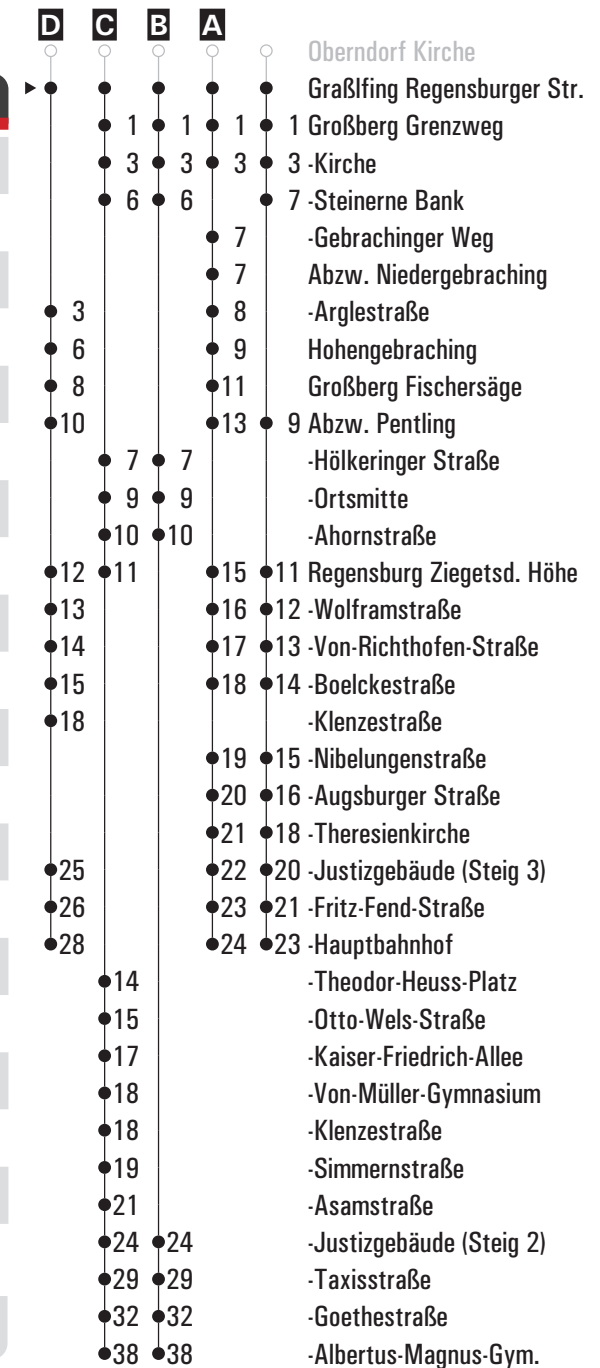 D C B A
Oberndorf Kirche
Graßlfing Regensburger Str.
1 1 1 1 Großberg Grenzweg
3 3 3 3 -Kirche
6 6 7 -Steinerne Bank
7 -Gebrachinger Weg
7 Abzw. Niedergebraching
3 8 -Arglestraße
6 9 Hohengebraching
8 11 Großberg Fischersäge
10 13 9 Abzw. Pentling
7 7 -Hölkeringer Straße
9 9 -Ortsmitte
10 10 -Ahornstraße
12 11 15 11 Regensburg Ziegetsd. Höhe
13 16 12 -Wolframstraße
14 17 13 -Von-Richthofen-Straße
15 18 14 -Boelckestraße
18 -Klenzestraße
19 15 -Nibelungenstraße
20 16 -Augsburger Straße
21 18 -Theresienkirche
25 22 20 -Justizgebäude (Steig 3)
26 23 21 -Fritz-Fend-Straße
28 24 23 -Hauptbahnhof
14 -Theodor-Heuss-Platz
15 -Otto-Wels-Straße
17 -Kaiser-Friedrich-Allee
18 -Von-Müller-Gymnasium
18 -Klenzestraße
19 -Simmernstraße
21 -Asamstraße
24 24 -Justizgebäude (Steig 2)
29 29 -Taxisstraße
32 32 -Goethestraße
38 38 -Albertus-Magnus-Gym.